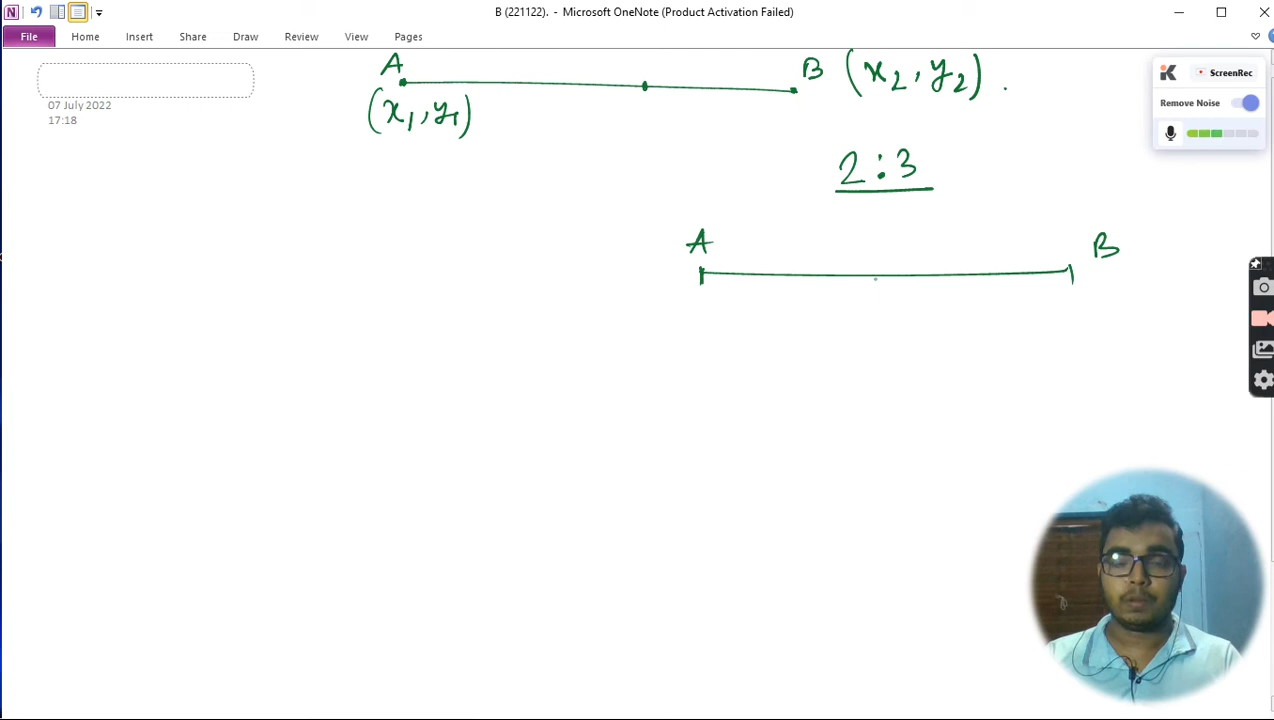 B (221122). - Microsoft OneNote (Product Activation Failed)
File Home Insert Share Draw Review View Pages
A
B (x₂, y₂).
(x₁, y₁)
07 July 2022
17:18
ScreenRec
Remove Noise
2:3
A B